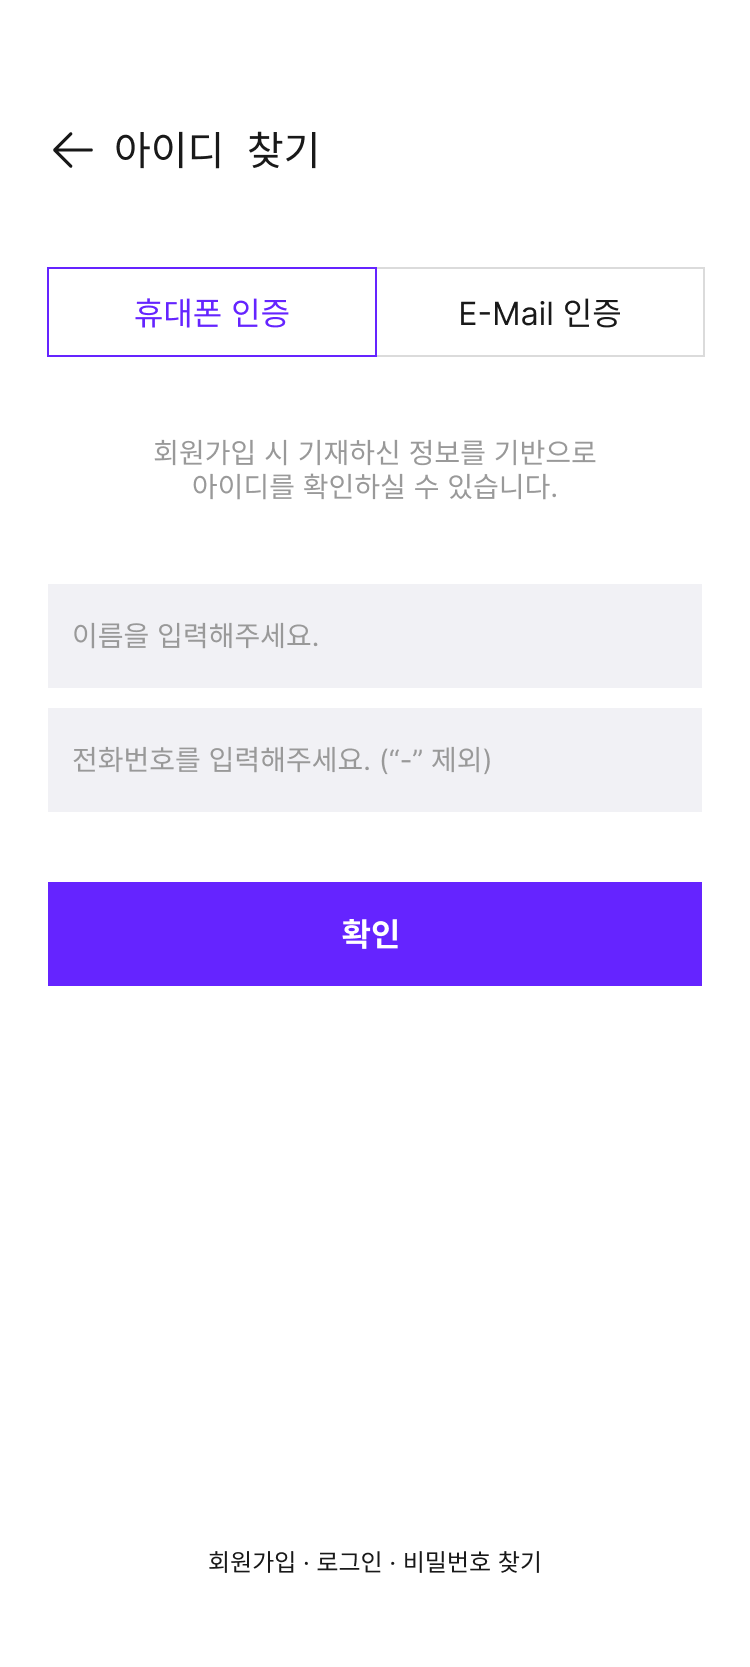 아이디 찾기
휴대폰 인증
E-Mail 인증
회원가입 시 기재하신 정보를 기반으로
아이디를 확인하실 수 있습니다.
이름을 입력해주세요.
전화번호를 입력해주세요. (“-” 제외)
확인
회원가입 · 로그인 · 비밀번호 찾기